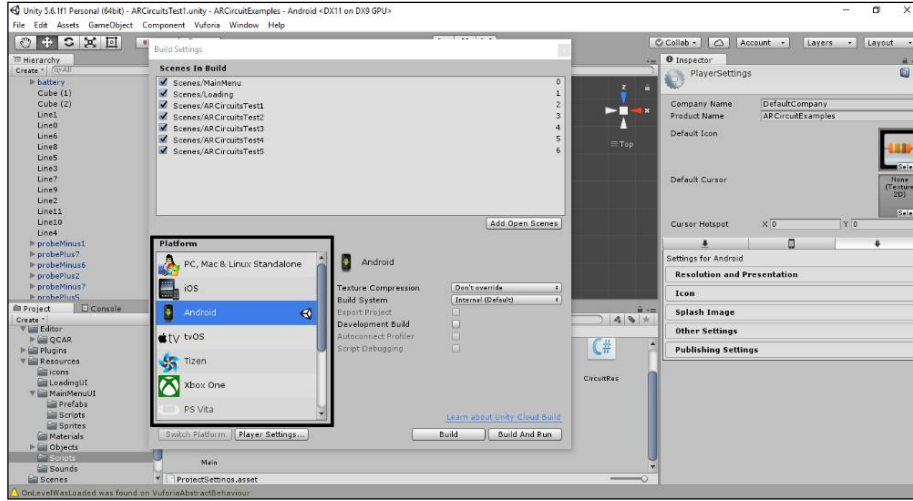 Unity 5.6.1f1 Personal (64bit) - ARCircuitsTest1.unity - ARCircuitExamples - Android <DX11 on DX9 GPU>
File Edit Assets GameObject Component Vuforia Window Help
Collab Account Layers Layout
Hierarchy
Create All
battery
Cube (1)
Cube (2)
Line1
Line0
Line6
Line8
Line5
Line3
Line7
Line9
Line2
Line11
Line10
Line4
probeMinus1
probePlus7
probeMinus6
probePlus2
probeMinus7
probePlus5
Project Console
Create
Editor
QCAR
Plugins
Resources
icons
LoadingUI
MainMenuUI
Prefabs
Scripts
Sprites
Materials
Objects
Scripts
Sounds
Scenes
Build Settings
Scenes In Build
Scenes/MainMenu 0
Scenes/Loading 1
Scenes/ARCircuitsTest1 2
Scenes/ARCircuitsTest2 3
Scenes/ARCircuitsTest3 4
Scenes/ARCircuitsTest4 5
Scenes/ARCircuitsTest5 6
Add Open Scenes
Platform
PC, Mac & Linux Standalone
iOS
Android
tvOS
Tizen
Xbox One
PS Vita
Android
Texture Compression Don't override
Build System Internal (Default)
Export Project
Development Build
Autoconnect Profiler
Script Debugging
Learn about Unity Cloud Build
Switch Platform Player Settings... Build Build And Run
z
x
Top
C#
CircuitRes
Main
ProjectSettings.asset
Inspector
PlayerSettings
Company Name DefaultCompany
Product Name ARCircuitExamples
Default Icon
Default Cursor
None
(Texture
2D)
Cursor Hotspot X 0 Y 0
Settings for Android
Resolution and Presentation
Icon
Splash Image
Other Settings
Publishing Settings
OnLevelWasLoaded was found on VuforiaAbstractBehaviour